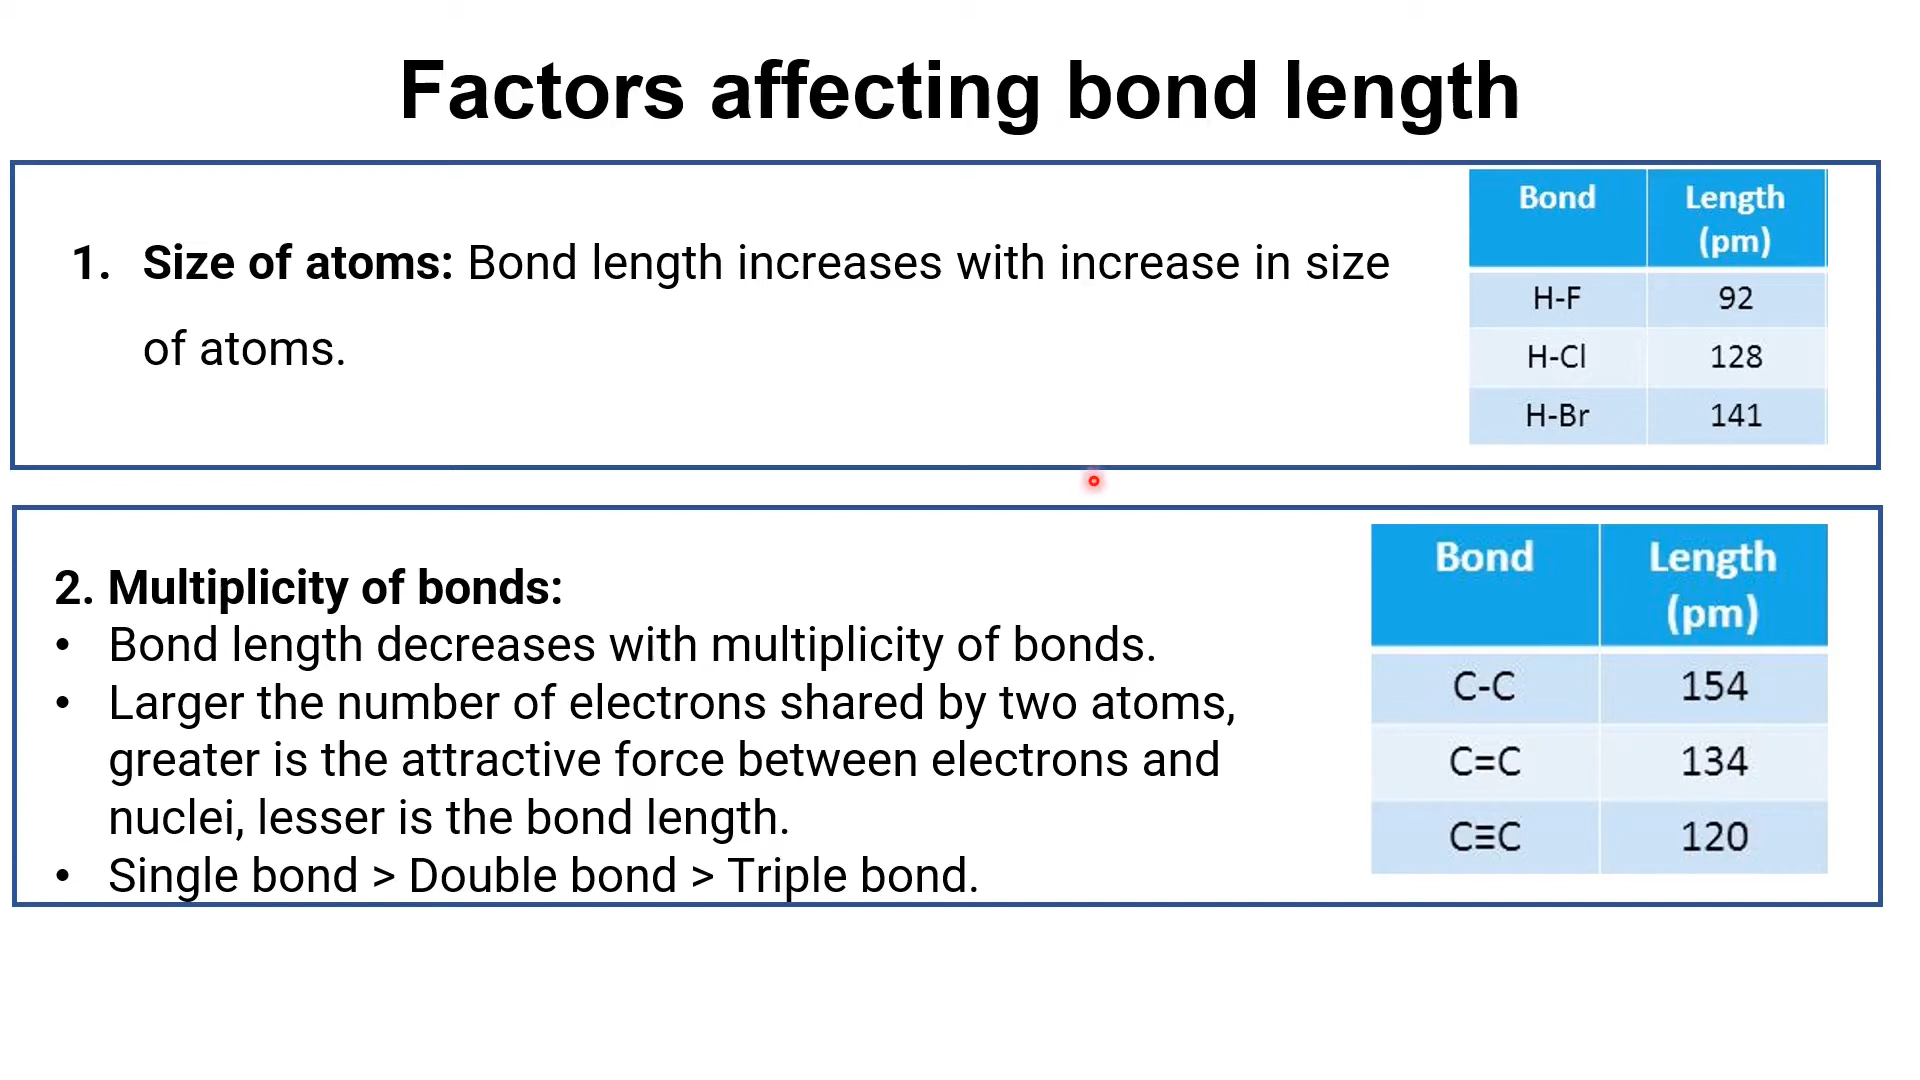 Factors affecting bond length
1. Size of atoms: Bond length increases with increase in size
of atoms.
Bond Length
(pm)
H-F 92
H-Cl 128
H-Br 141
2. Multiplicity of bonds:
• Bond length decreases with multiplicity of bonds.
• Larger the number of electrons shared by two atoms,
greater is the attractive force between electrons and
nuclei, lesser is the bond length.
• Single bond > Double bond > Triple bond.
Bond Length
(pm)
C-C 154
C=C 134
C≡C 120